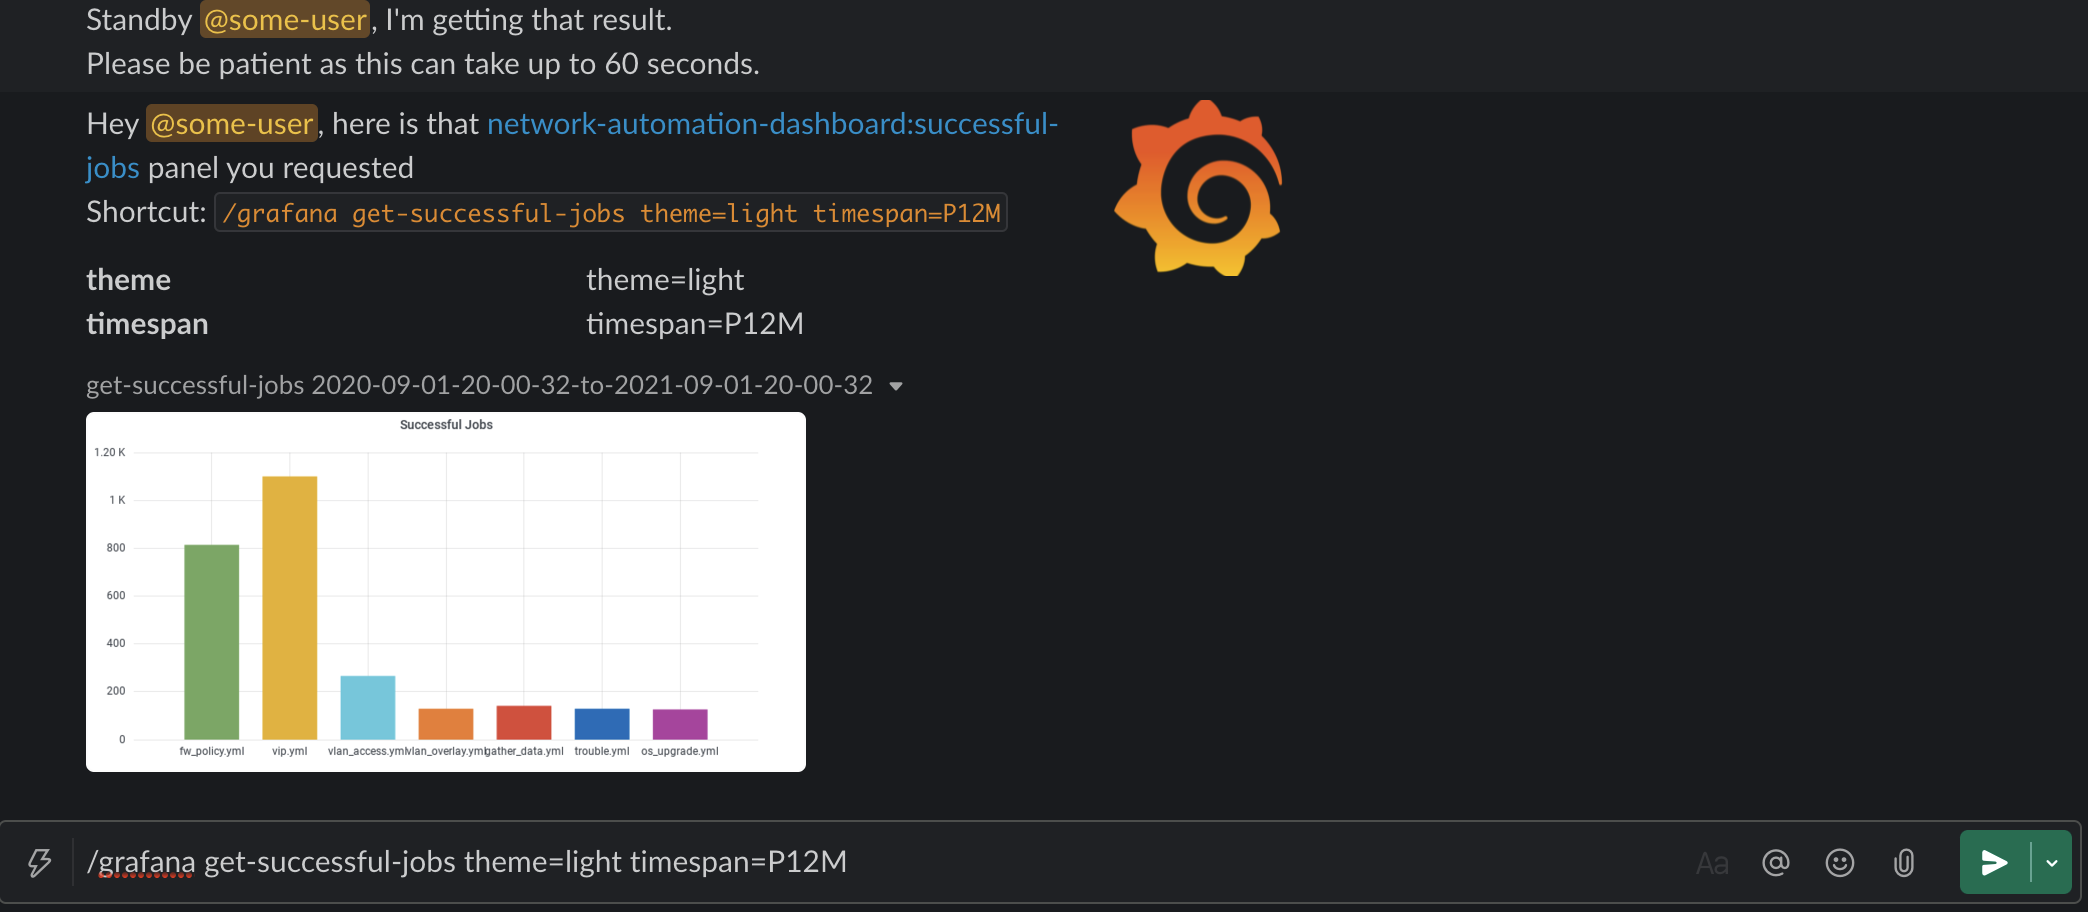 Standby @some-user, I'm getting that result.
Please be patient as this can take up to 60 seconds.
Hey @some-user, here is that network-automation-dashboard:successful-
jobs panel you requested
Shortcut: /grafana get-successful-jobs theme=light timespan=P12M
theme theme=light
timespan timespan=P12M
get-successful-jobs 2020-09-01-20-00-32-to-2021-09-01-20-00-32
Successful Jobs
1.20 K
1 K
800
600
400
200
0
fw_policy.yml vip.yml vlan_access.yml vlan_overlay.yml gather_data.yml trouble.yml os_upgrade.yml
/grafana get-successful-jobs theme=light timespan=P12M
Aa @